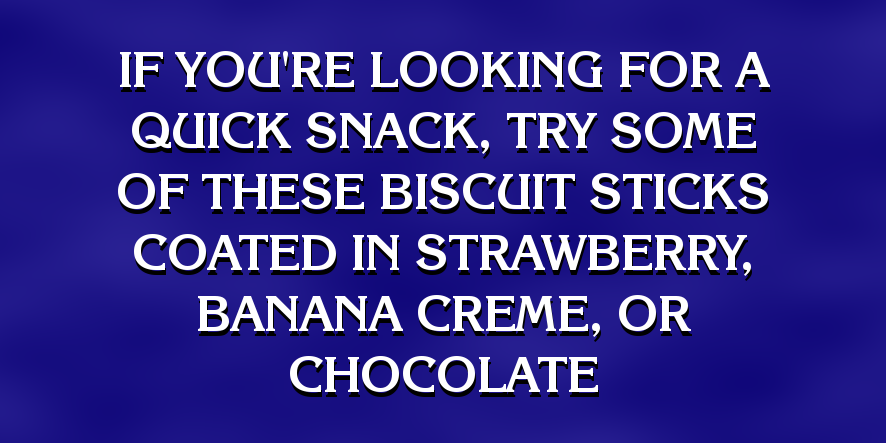 IF YOU'RE LOOKING FOR A
QUICK SNACK, TRY SOME
OF THESE BISCUIT STICKS
COATED IN STRAWBERRY,
BANANA CREME, OR
CHOCOLATE